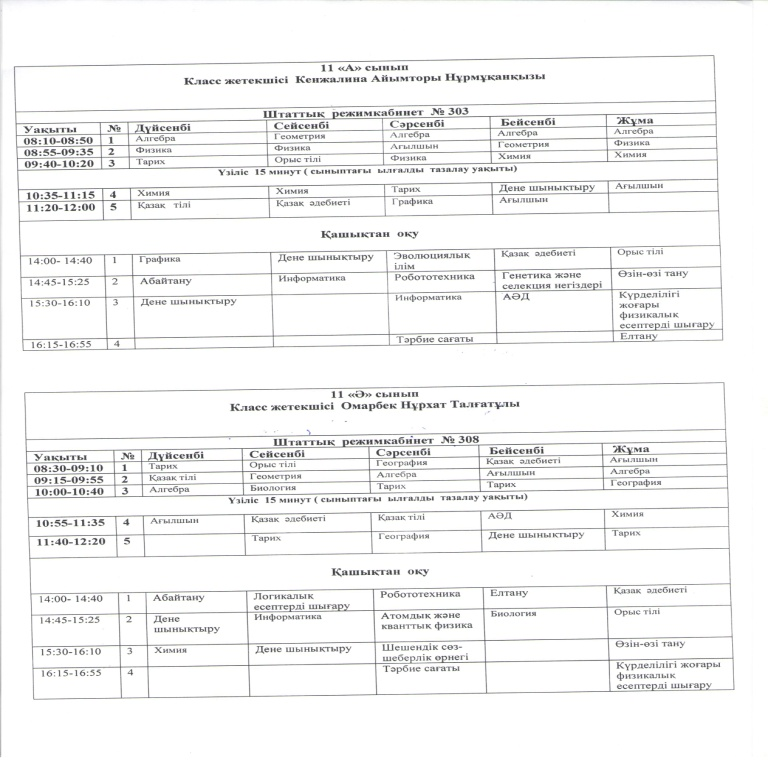 11 «А» сынып
Класс жетекшісі Кенжалина Айымторы Нұрмұқанқызы
Штаттық режимкабинет № 303
Уақыты № Дүйсенбі Сейсенбі Сәрсенбі Бейсенбі Жұма
08:10-08:50 1 Алгебра Геометрия Алгебра Алгебра Алгебра
08:55-09:35 2 Физика Физика Ағылшын Геометрия Физика
09:40-10:20 3 Тарих Орыс тілі Физика Химия Химия
Үзіліс 15 минут ( сыныптағы ылғалды тазалау уақыты)
10:35-11:15 4 Химия Химия Тарих Дене шынықтыру Ағылшын
11:20-12:00 5 Қазақ тілі Қазақ әдебиеті Графика Ағылшын
Қашықтан оқу
14:00- 14:40 1 Графика Дене шынықтыру Эволюциялық Қазақ әдебиеті Орыс тілі
ілім
14:45-15:25 2 Абайтану Информатика Робототехника Генетика және Өзін-өзі тану
селекция негіздері
15:30-16:10 3 Дене шынықтыру Информатика АӘД Күрделілігі
жоғары
физикалық
есептерді шығару
16:15-16:55 4 Тәрбие сағаты Елтану
11 «Ә» сынып
Класс жетекшісі Омарбек Нұрхат Талғатұлы
Штаттық режимкабинет № 308
Уақыты № Дүйсенбі Сейсенбі Сәрсенбі Бейсенбі Жұма
08:30-09:10 1 Тарих Орыс тілі География Қазақ әдебиеті Ағылшын
09:15-09:55 2 Қазақ тілі Геометрия Алгебра Ағылшын Алгебра
10:00-10:40 3 Алгебра Биология Тарих Тарих География
Үзіліс 15 минут ( сыныптағы ылғалды тазалау уақыты)
10:55-11:35 4 Ағылшын Қазақ әдебиеті Қазақ тілі АӘД Химия
11:40-12:20 5 Тарих География Дене шынықтыру Тарих
Қашықтан оқу
14:00- 14:40 1 Абайтану Логикалық Робототехника Елтану Қазақ әдебиеті
есептерді шығару
14:45-15:25 2 Дене Информатика Атомдық және Биология Орыс тілі
шынықтыру кванттық физика
15:30-16:10 3 Химия Дене шынықтыру Шешендік сөз- Өзін-өзі тану
шеберлік өрнегі
16:15-16:55 4 Тәрбие сағаты Күрделілігі жоғары
физикалық
есептерді шығару